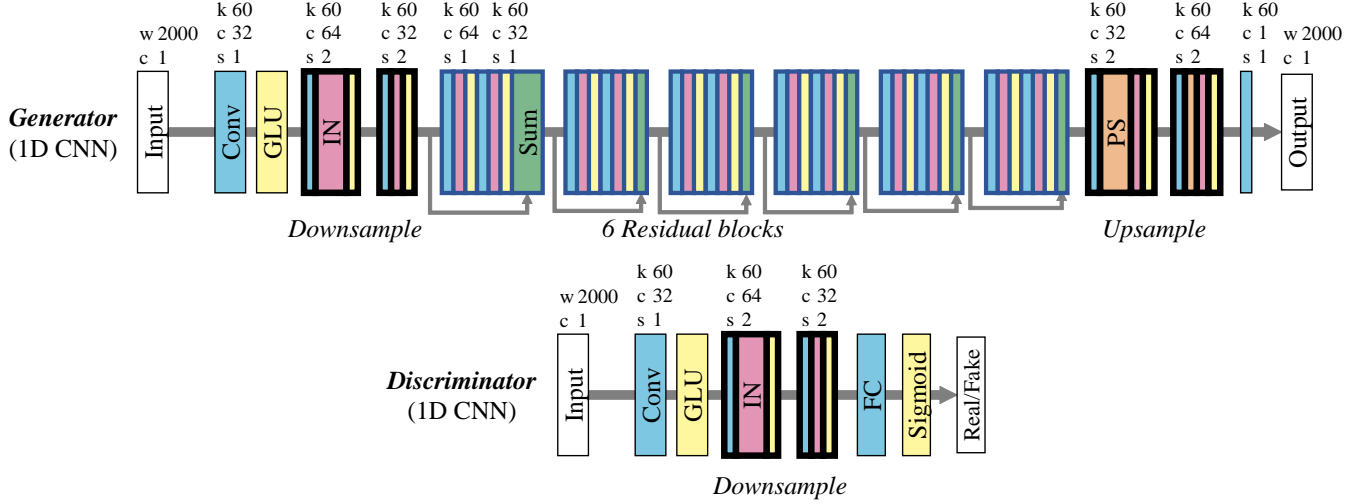 k 60 k 60 k 60 k 60 k 60 k 60 k 60 k 60
w 2000 c 32 c 64 c 32 c 64 c 32 c 32 c 64 c 1 w 2000
c 1 s 1 s 2 s 2 s 1 s 1 s 2 s 2 s 1 c 1
Generator
(1D CNN)
Input
Conv
GLU
IN
Sum
PS
Output
Downsample
6 Residual blocks
Upsample
k 60 k 60 k 60
w 2000 c 32 c 64 c 32
c 1 s 1 s 2 s 2
Discriminator
(1D CNN)
Input
Conv
GLU
IN
FC
Sigmoid
Real/Fake
Downsample